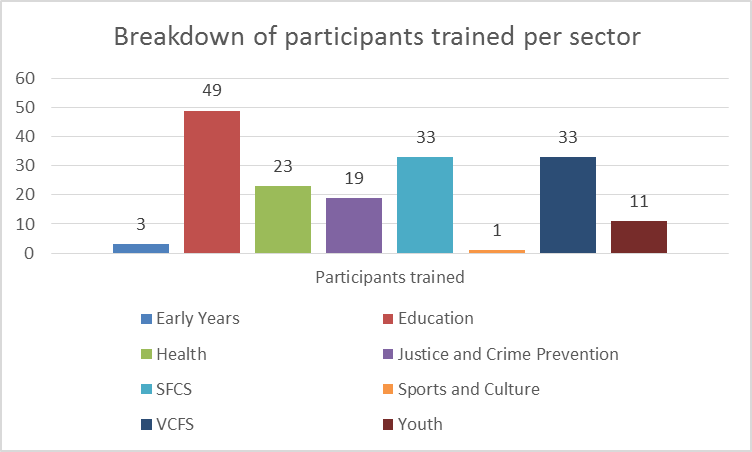 Breakdown of participants trained per sector
60
50
40
30
20
10
0
3
49
23
19
33
1
33
11
Participants trained
Early Years
Education
Health
Justice and Crime Prevention
SFCS
Sports and Culture
VCFS
Youth